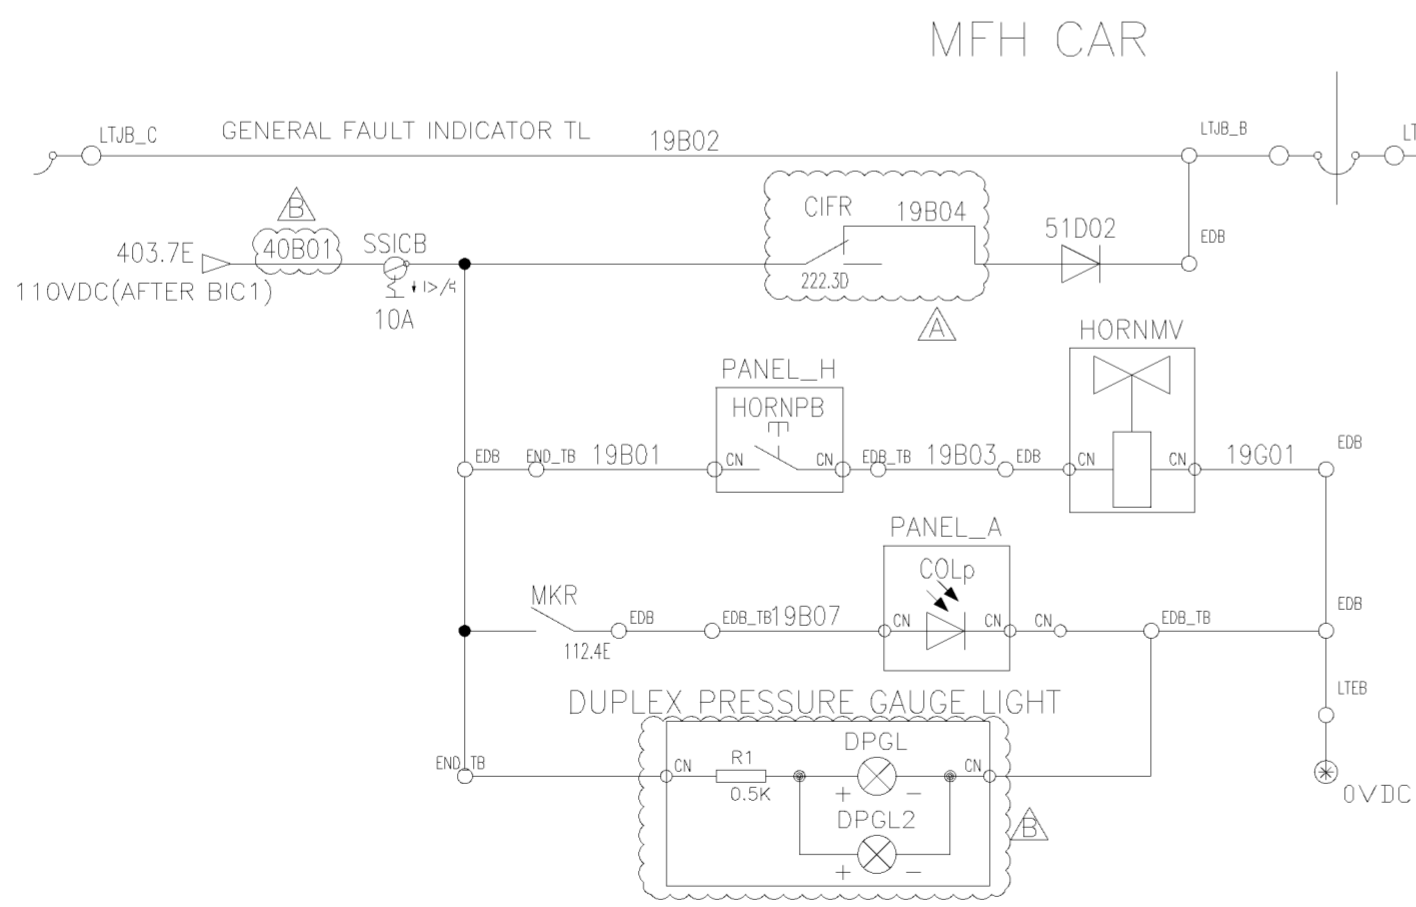 MFH CAR
LTJB_C
GENERAL FAULT INDICATOR TL
19B02
LTJB_B
LT
B
CIFR
19B04
51D02
EDB
403.7E
40B01
SSICB
222.3D
110VDC(AFTER BIC1)
10A
A
HORNMV
PANEL_H
HORNPB
EDB
END_TB
19B01
CN
CN
EDB_TB
19B03
EDB
CN
CN
19G01
EDB
PANEL_A
COLp
MKR
EDB
EDB_TB
19B07
CN
CN
CN
EDB_TB
EDB
112.4E
DUPLEX PRESSURE GAUGE LIGHT
LTEB
DPGL
END_TB
CN
R1
CN
0.5K
+
-
0VDC
DPGL2
B
+
-